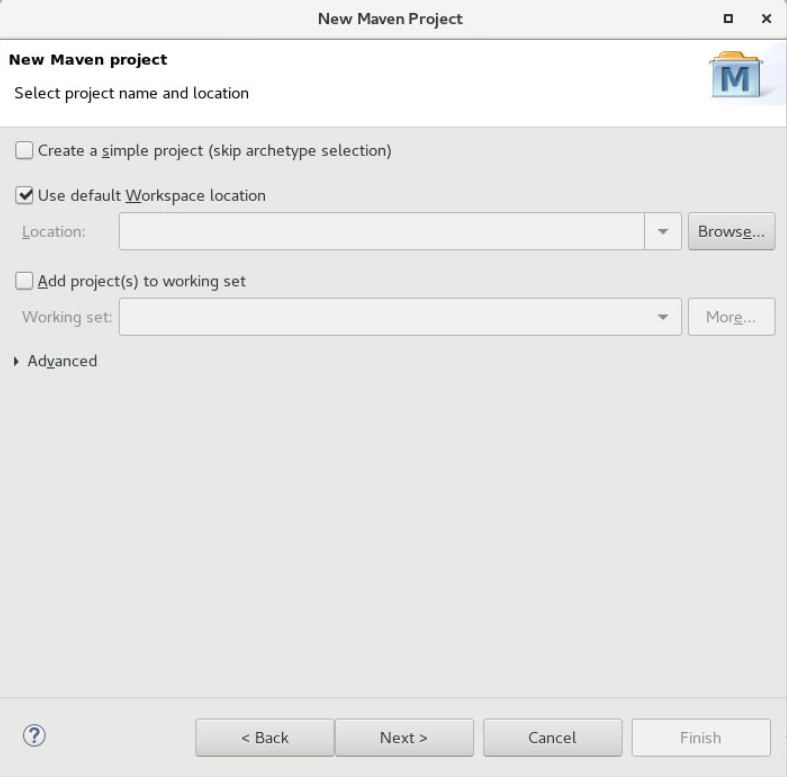 New Maven Project
New Maven project
Select project name and location
M
Create a simple project (skip archetype selection)
Use default Workspace location
Location:
Browse...
Add project(s) to working set
Working set:
More...
Advanced
?
< Back
Next >
Cancel
Finish